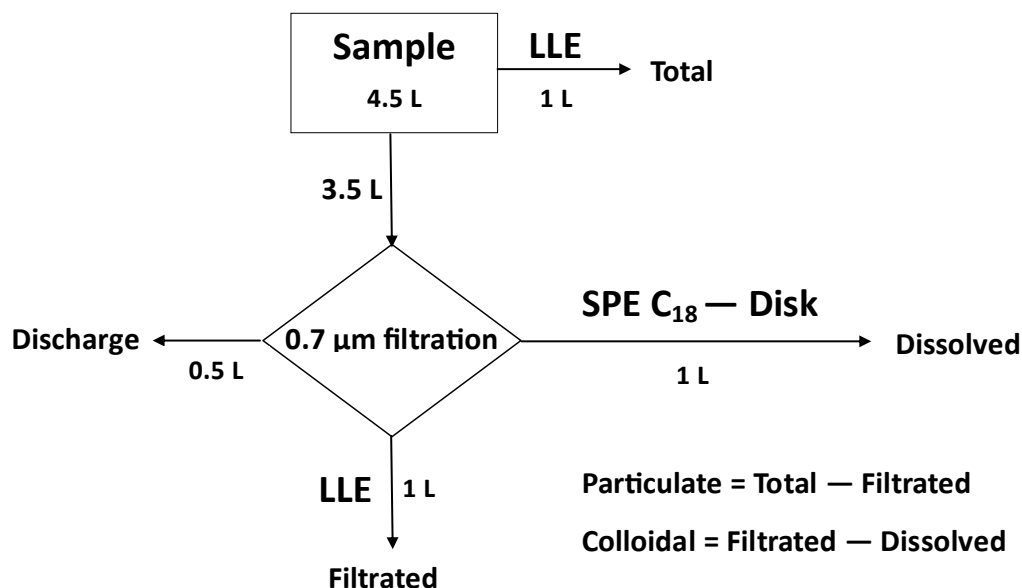 Sample
4.5 L
LLE
1 L
Total
3.5 L
0.7 μm filtration
Discharge
0.5 L
SPE C₁₈ — Disk
1 L
Dissolved
LLE
1 L
Filtrated
Particulate = Total — Filtrated
Colloidal = Filtrated — Dissolved